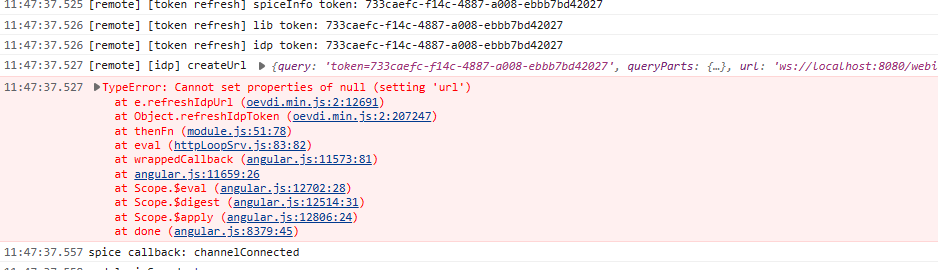 11:47:37.525 [remote] [token refresh] spiceInfo token: 733caefc-f14c-4887-a008-ebbb7bd42027
11:47:37.526 [remote] [token refresh] lib token: 733caefc-f14c-4887-a008-ebbb7bd42027
11:47:37.526 [remote] [token refresh] idp token: 733caefc-f14c-4887-a008-ebbb7bd42027
11:47:37.527 [remote] [idp] createUrl ▶{query: 'token=733caefc-f14c-4887-a008-ebbb7bd42027', queryParts: {…}, url: 'ws://localhost:8080/webi
11:47:37.527 ▶TypeError: Cannot set properties of null (setting 'url')
at e.refreshIdpUrl (oevdi.min.js:2:12691)
at Object.refreshIdpToken (oevdi.min.js:2:207247)
at thenFn (module.js:51:78)
at eval (httpLoopSrv.js:83:82)
at wrappedCallback (angular.js:11573:81)
at angular.js:11659:26
at Scope.$eval (angular.js:12702:28)
at Scope.$digest (angular.js:12514:31)
at Scope.$apply (angular.js:12806:24)
at done (angular.js:8379:45)
11:47:37.557 spice callback: channelConnected